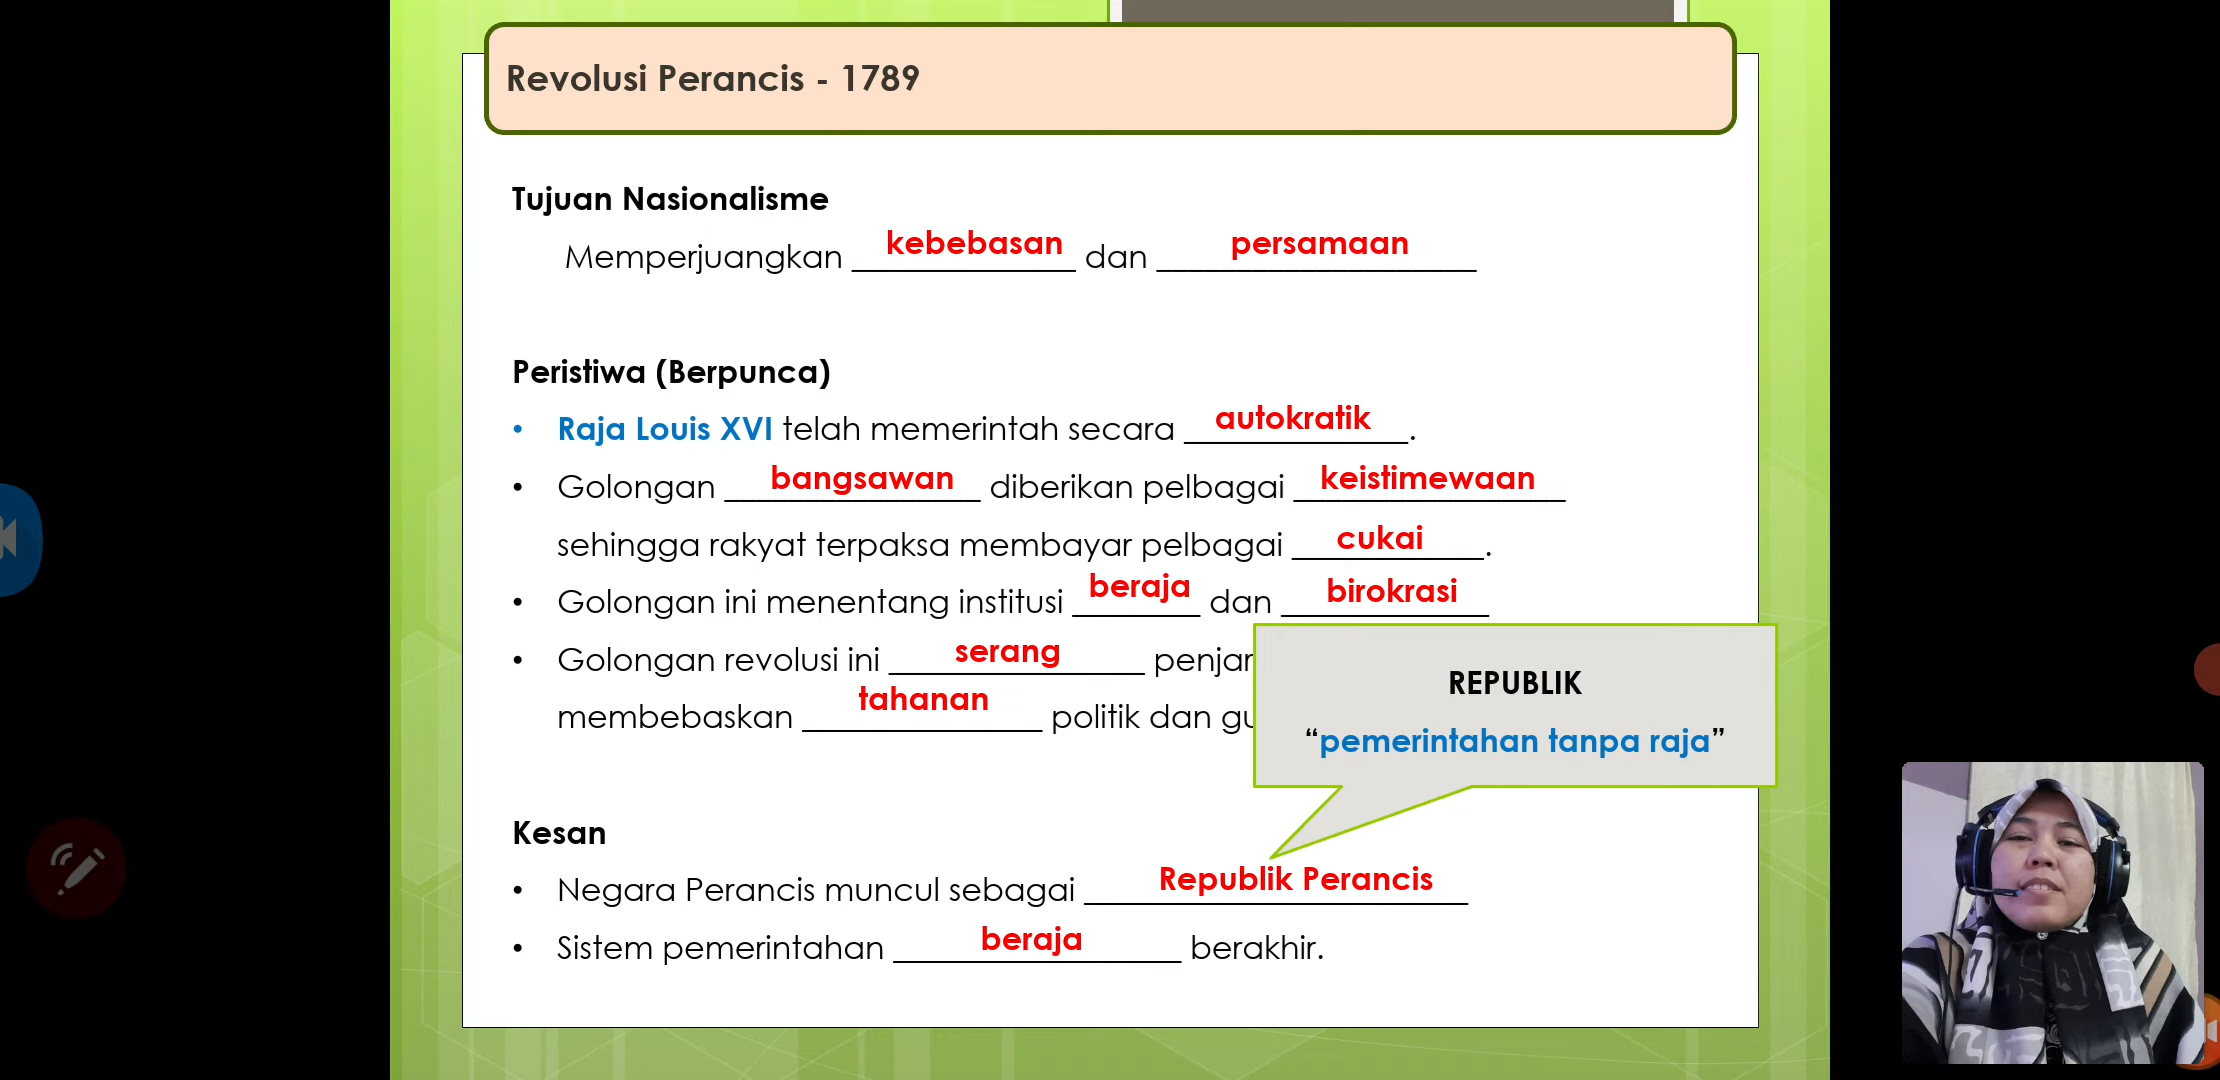 Revolusi Perancis - 1789
Tujuan Nasionalisme
Memperjuangkan kebebasan dan persamaan
Peristiwa (Berpunca)
• Raja Louis XVI telah memerintah secara autokratik.
• Golongan bangsawan diberikan pelbagai keistimewaan
sehingga rakyat terpaksa membayar pelbagai cukai.
• Golongan ini menentang institusi beraja dan birokrasi
• Golongan revolusi ini serang
membebaskan tahanan politik dan
REPUBLIK
“pemerintahan tanpa raja”
Kesan
• Negara Perancis muncul sebagai Republik Perancis
• Sistem pemerintahan beraja berakhir.